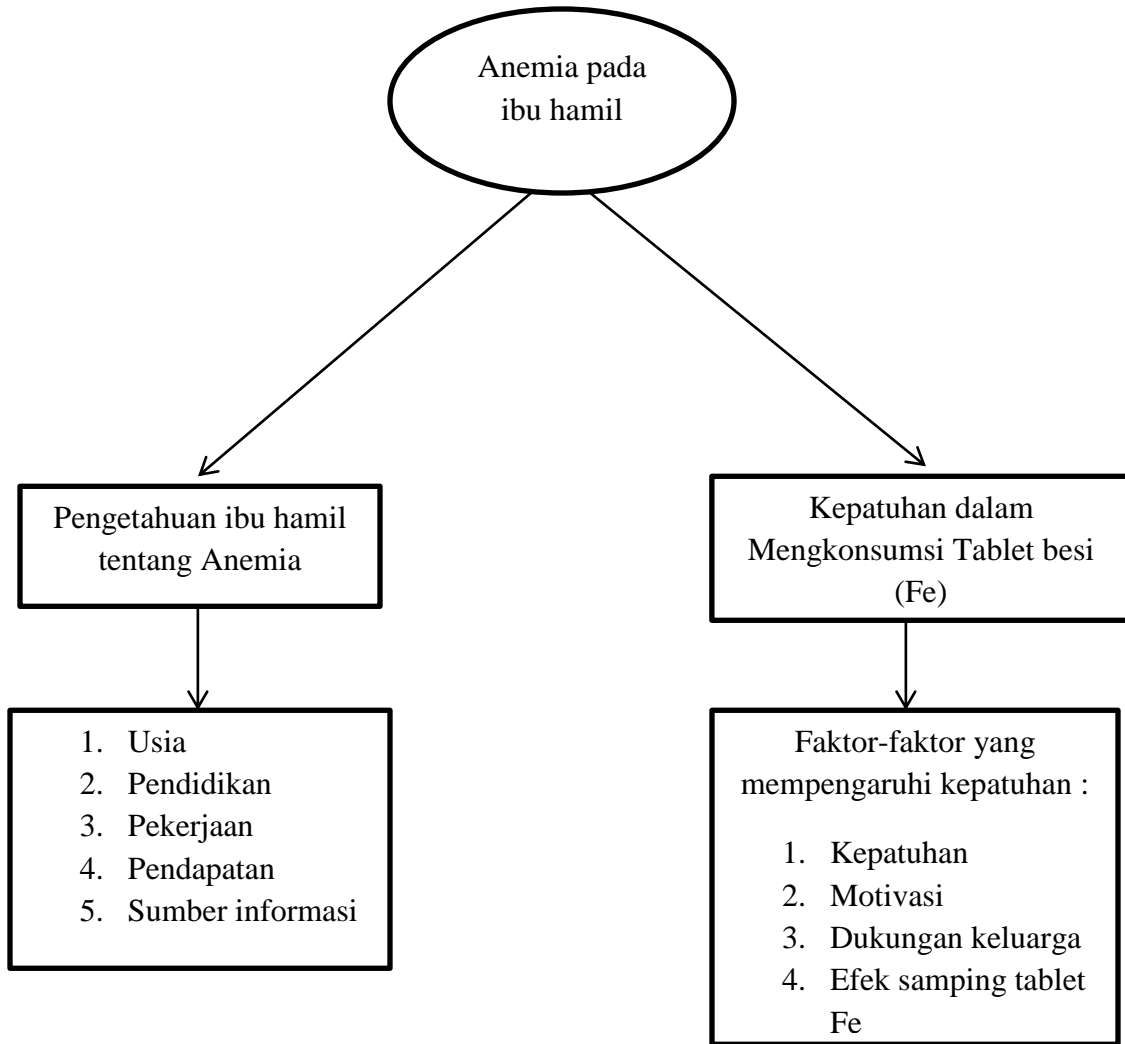 Anemia pada
ibu hamil
Pengetahuan ibu hamil
tentang Anemia
Kepatuhan dalam
Mengkonsumsi Tablet besi
(Fe)
1. Usia
2. Pendidikan
3. Pekerjaan
4. Pendapatan
5. Sumber informasi
Faktor-faktor yang
mempengaruhi kepatuhan :
1. Kepatuhan
2. Motivasi
3. Dukungan keluarga
4. Efek samping tablet
Fe